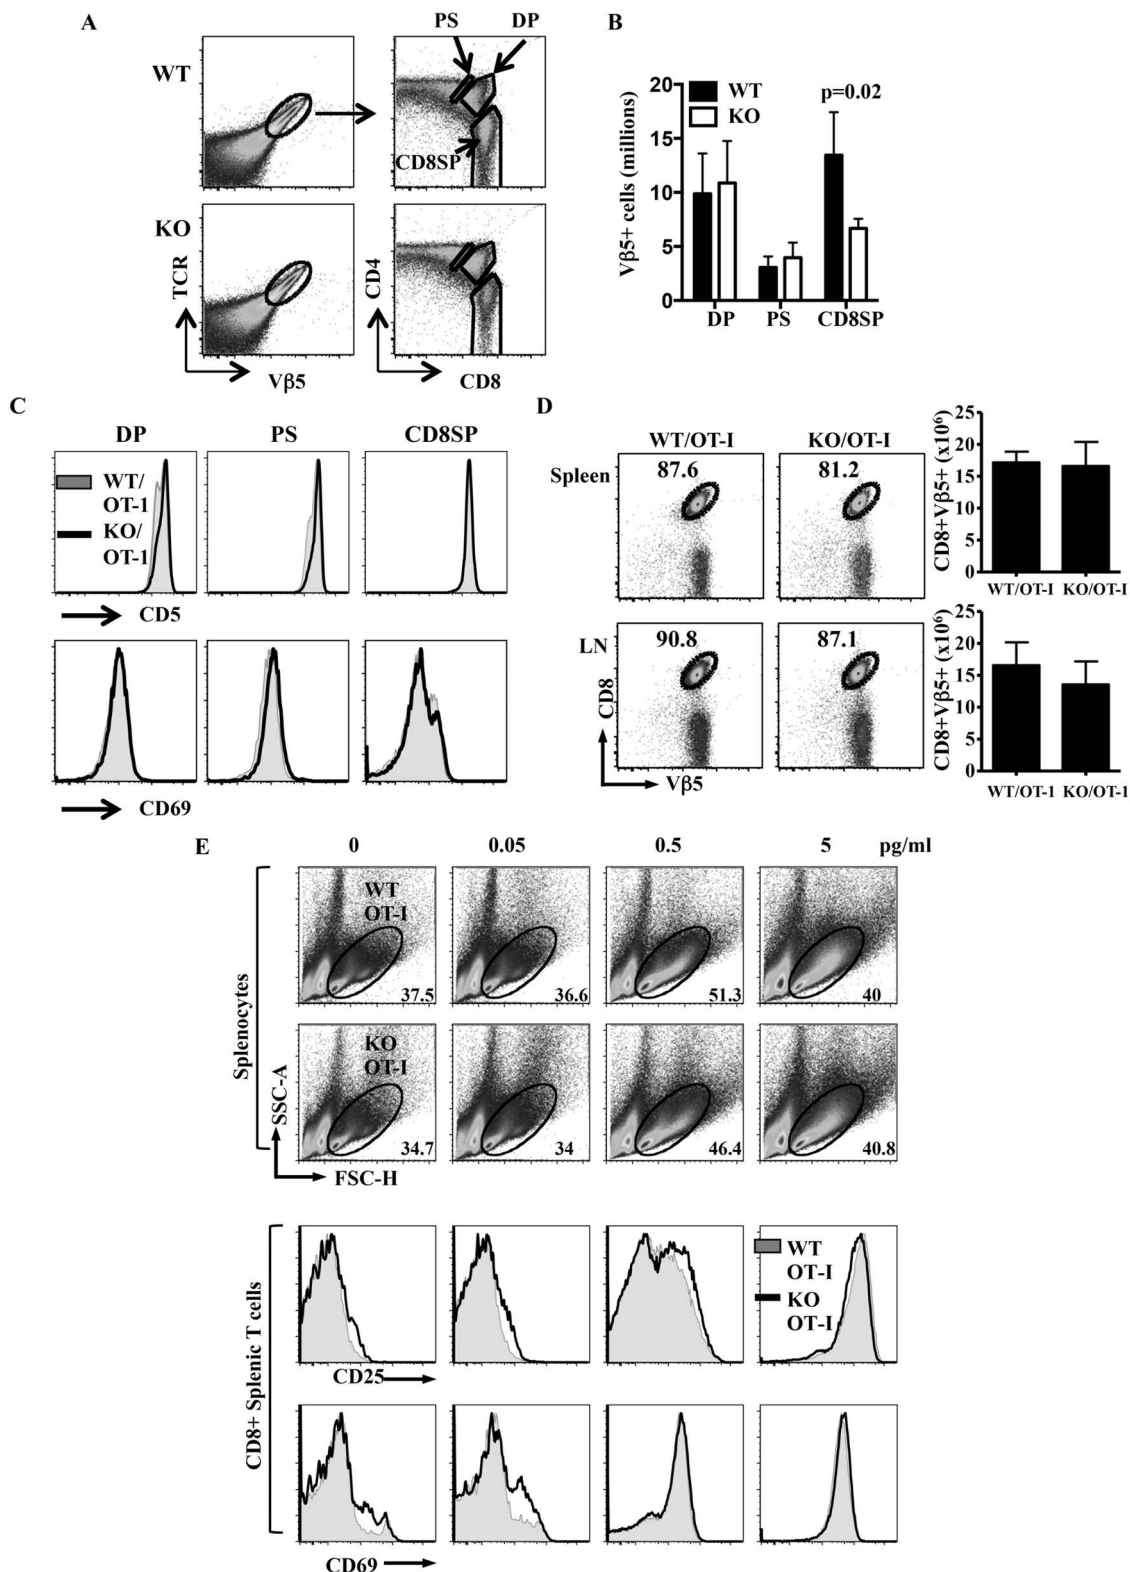 A
PS
DP
WT
CD8SP
KO
TCR
CD4
Vβ5
CD8
B
Vβ5+ cells (millions)
20
15
10
5
0
WT
KO
p=0.02
DP
PS
CD8SP
C
DP
PS
CD8SP
WT/
OT-1
KO/
OT-1
CD5
CD69
D
WT/OT-I
KO/OT-I
Spleen
87.6
81.2
LN
90.8
87.1
CD8
Vβ5
CD8+Vβ5+ (x10⁶)
25
20
15
10
5
0
WT/OT-I
KO/OT-I
CD8+Vβ5+ (x10⁶)
25
20
15
10
5
0
WT/OT-1
KO/OT-1
E
0
0.05
0.5
5
pg/ml
Splenocytes
WT
OT-I
37.5
36.6
51.3
40
KO
OT-I
34.7
34
46.4
40.8
SSC-A
FSC-H
CD8+ Splenic T cells
WT
OT-I
KO
OT-I
CD25
CD69